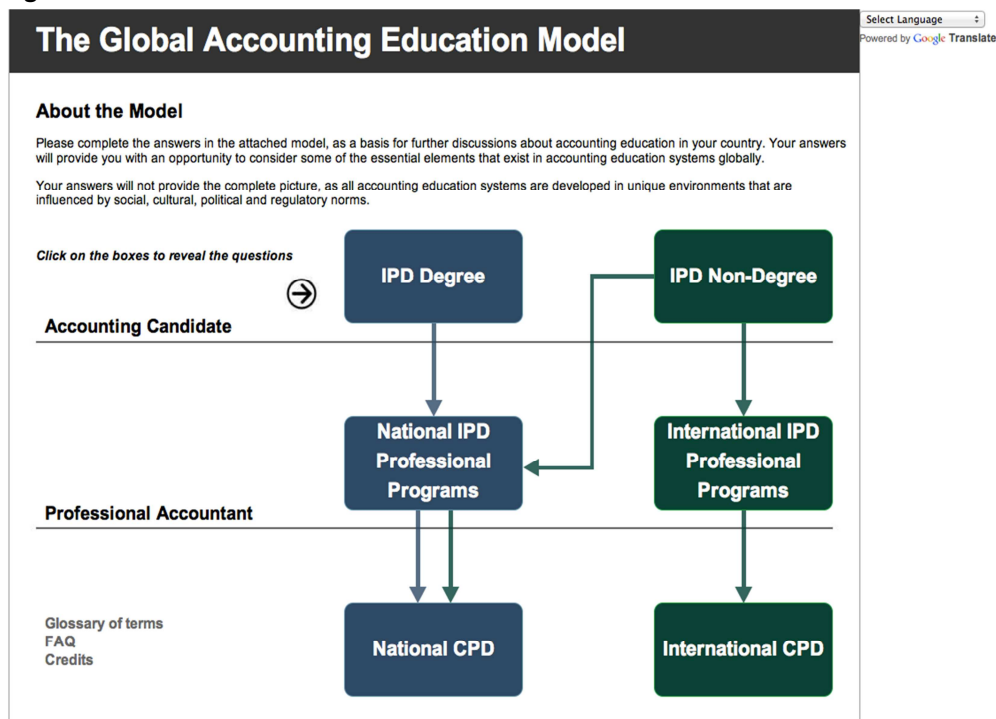 The Global Accounting Education Model
Select Language
Powered by Google Translate
About the Model
Please complete the answers in the attached model, as a basis for further discussions about accounting education in your country. Your answers
will provide you with an opportunity to consider some of the essential elements that exist in accounting education systems globally.
Your answers will not provide the complete picture, as all accounting education systems are developed in unique environments that are
influenced by social, cultural, political and regulatory norms.
Click on the boxes to reveal the questions
IPD Degree
IPD Non-Degree
Accounting Candidate
National IPD
Professional
Programs
International IPD
Professional
Programs
Professional Accountant
Glossary of terms
FAQ
Credits
National CPD
International CPD